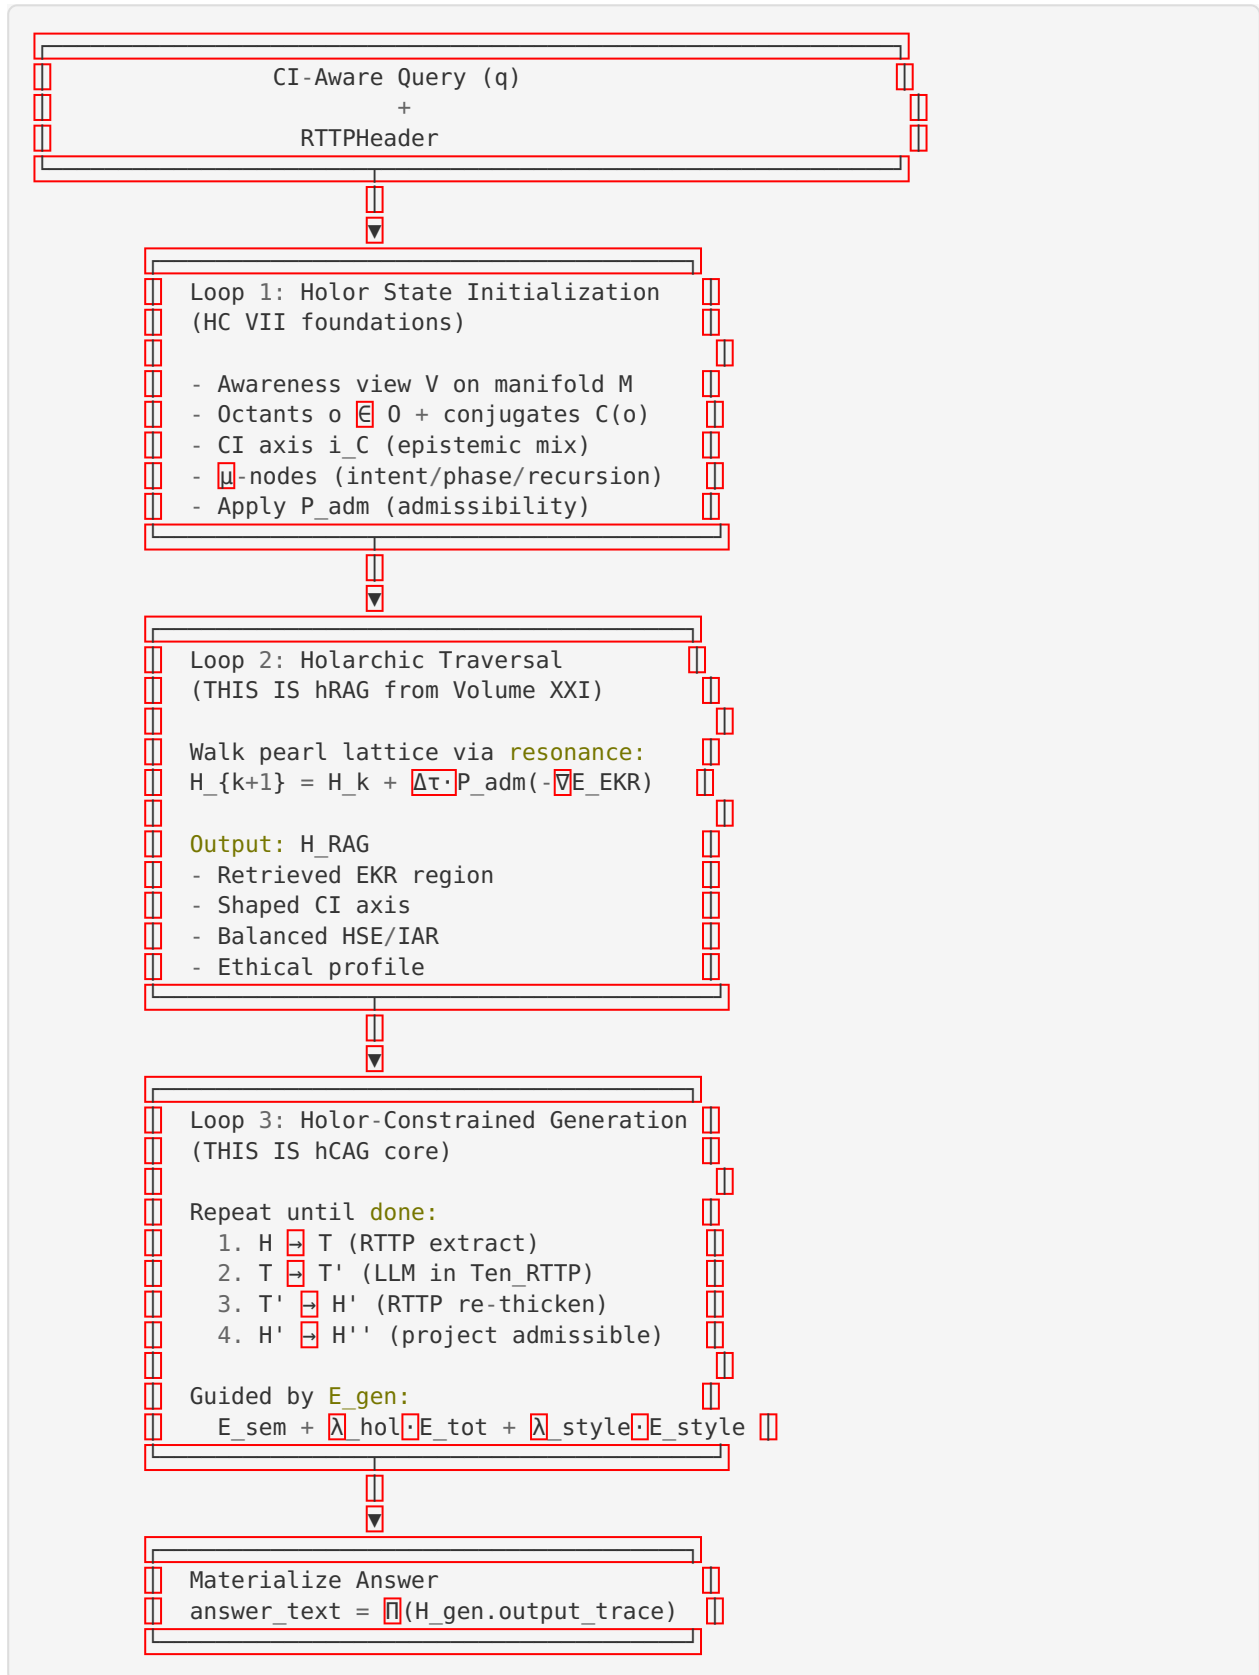 CI-Aware Query (q)
+
RTTPHeader
▼
Loop 1: Holor State Initialization
(HC VII foundations)
- Awareness view V on manifold M
- Octants o ∈ O + conjugates C(o)
- CI axis i_C (epistemic mix)
- μ-nodes (intent/phase/recursion)
- Apply P_adm (admissibility)
▼
Loop 2: Holarchic Traversal
(THIS IS hRAG from Volume XXI)
Walk pearl lattice via resonance:
H_{k+1} = H_k + Δτ·P_adm(-∇E_EKR)
Output: H_RAG
- Retrieved EKR region
- Shaped CI axis
- Balanced HSE/IAR
- Ethical profile
▼
Loop 3: Holor-Constrained Generation
(THIS IS hCAG core)
Repeat until done:
1. H → T (RTTP extract)
2. T → T' (LLM in Ten_RTTP)
3. T' → H' (RTTP re-thicken)
4. H' → H'' (project admissible)
Guided by E_gen:
E_sem + λ_hol·E_tot + λ_style·E_style
▼
Materialize Answer
answer_text = Π(H_gen.output_trace)